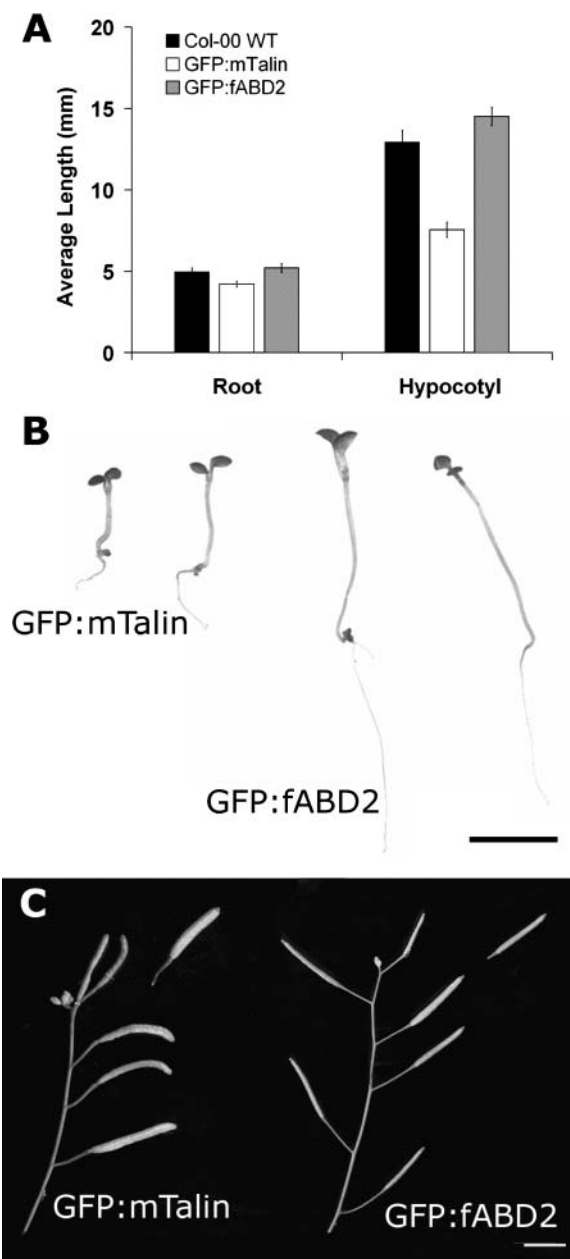 A
20
15
10
5
0
Average Length (mm)
Col-00 WT
GFP:mTalin
GFP:fABD2
Root
Hypocotyl
B
GFP:mTalin
GFP:fABD2
C
GFP:mTalin
GFP:fABD2